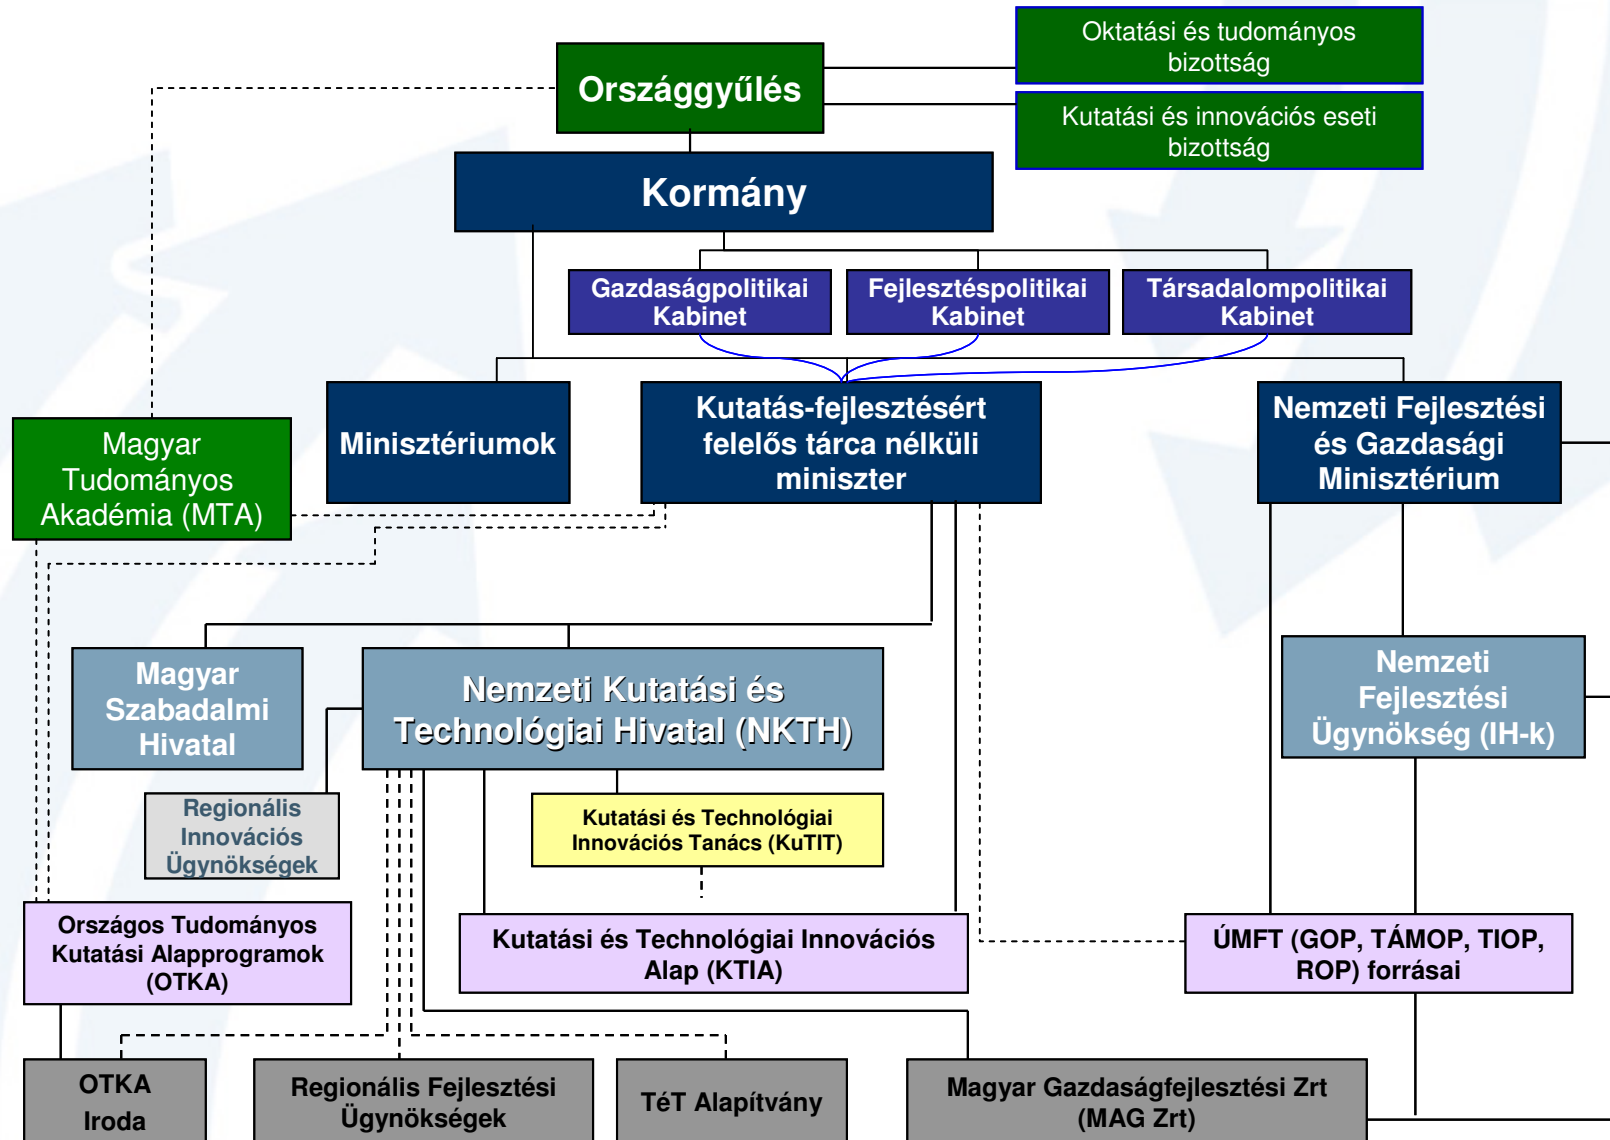 Oktatási és tudományos
bizottság
Országgyűlés
Kutatási és innovációs eseti
bizottság
Kormány
Gazdaságpolitikai
Kabinet
Fejlesztéspolitikai
Kabinet
Társadalompolitikai
Kabinet
Magyar
Tudományos
Akadémia (MTA)
Minisztériumok
Kutatás-fejlesztésért
felelős tárca nélküli
miniszter
Nemzeti Fejlesztési
és Gazdasági
Minisztérium
Magyar
Szabadalmi
Hivatal
Nemzeti Kutatási és
Technológiai Hivatal (NKTH)
Nemzeti
Fejlesztési
Ügynökség (IH-k)
Regionális
Innovációs
Ügynökségek
Kutatási és Technológiai
Innovációs Tanács (KuTIT)
Országos Tudományos
Kutatási Alapprogramok
(OTKA)
Kutatási és Technológiai Innovációs
Alap (KTIA)
ÚMFT (GOP, TÁMOP, TIOP,
ROP) forrásai
OTKA
Iroda
Regionális Fejlesztési
Ügynökségek
TéT Alapítvány
Magyar Gazdaságfejlesztési Zrt
(MAG Zrt)